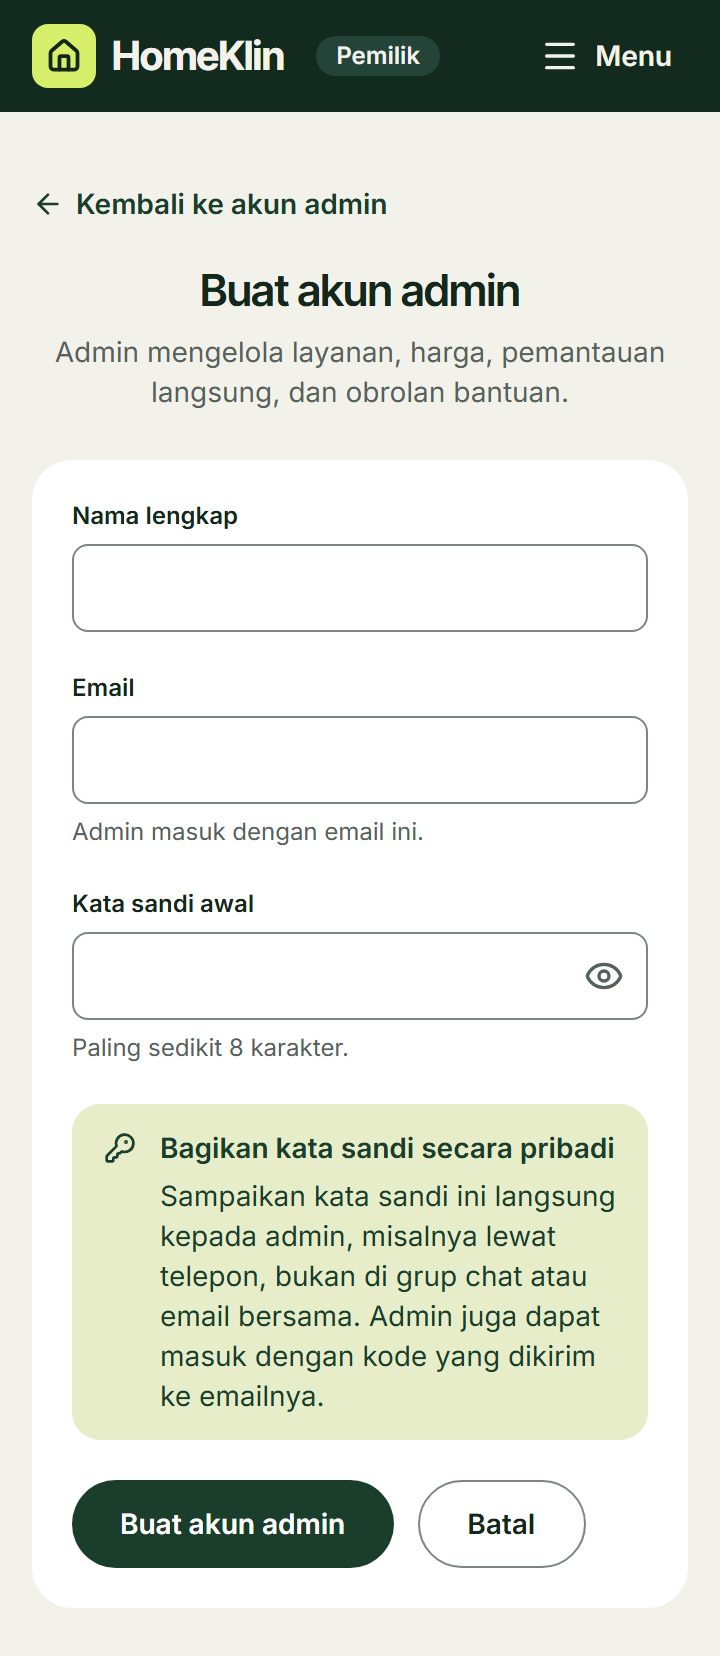 HomeKlin
Pemilik
Menu
Kembali ke akun admin
Buat akun admin
Admin mengelola layanan, harga, pemantauan
langsung, dan obrolan bantuan.
Nama lengkap
Email
Admin masuk dengan email ini.
Kata sandi awal
Paling sedikit 8 karakter.
Bagikan kata sandi secara pribadi
Sampaikan kata sandi ini langsung
kepada admin, misalnya lewat
telepon, bukan di grup chat atau
email bersama. Admin juga dapat
masuk dengan kode yang dikirim
ke emailnya.
Buat akun admin
Batal